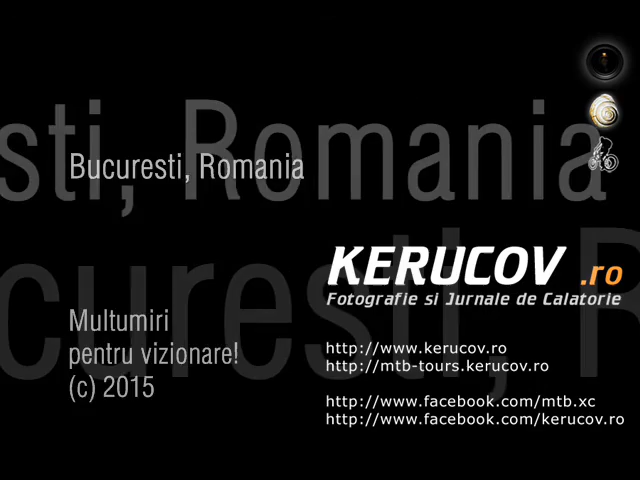 sti, Romania
Bucuresti, Romania
curesti, R
KERUCOV .ro
Fotografie si Jurnale de Calatorie
Multumiri
pentru vizionare!
(c) 2015
http://www.kerucov.ro
http://mtb-tours.kerucov.ro
http://www.facebook.com/mtb.xc
http://www.facebook.com/kerucov.ro